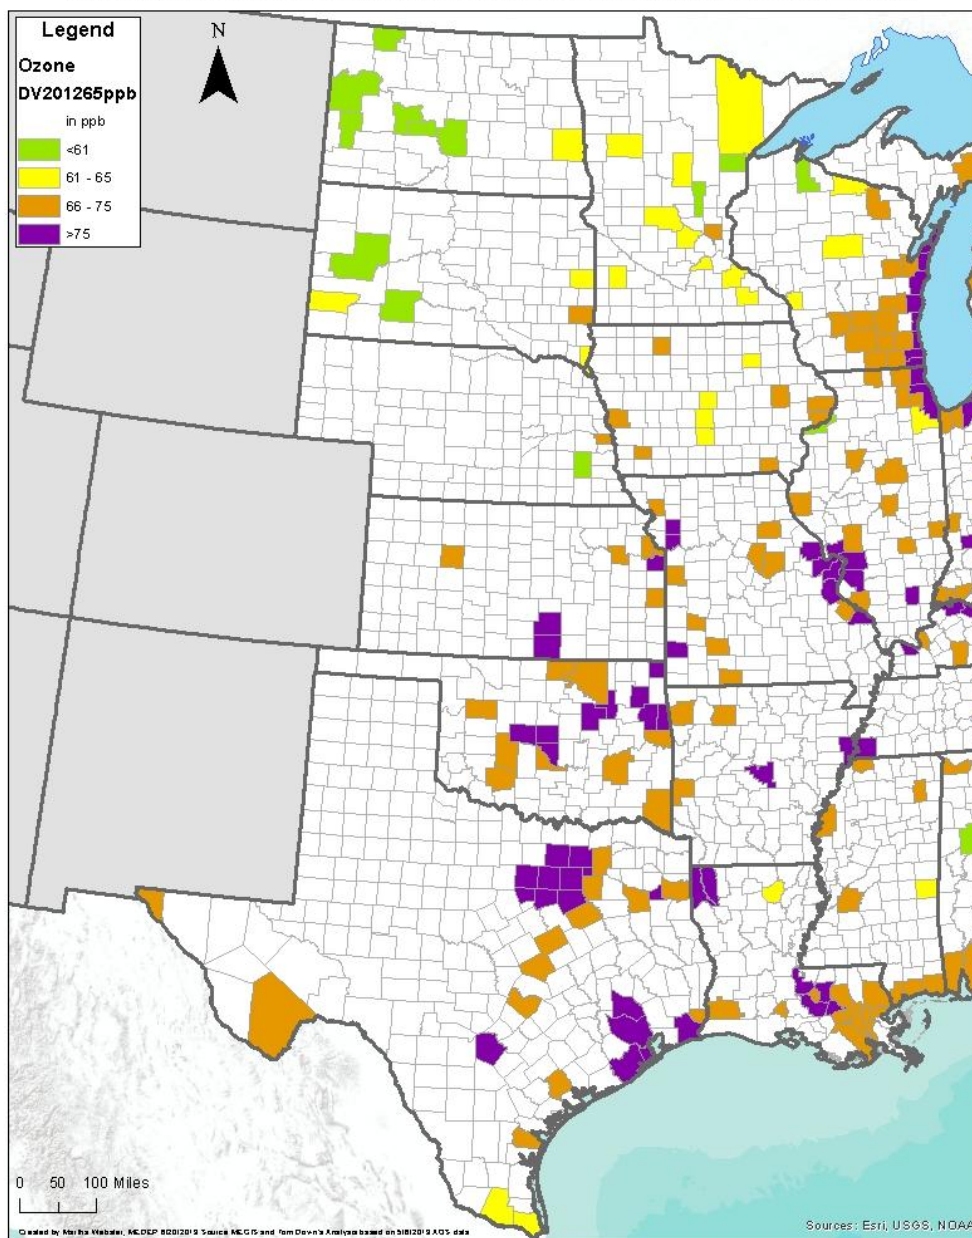 Legend
Ozone
DV201265ppb
in ppb
<61
61 - 65
66 - 75
>75
N
0 50 100 Miles
Sources: Esri, USGS, NOAA